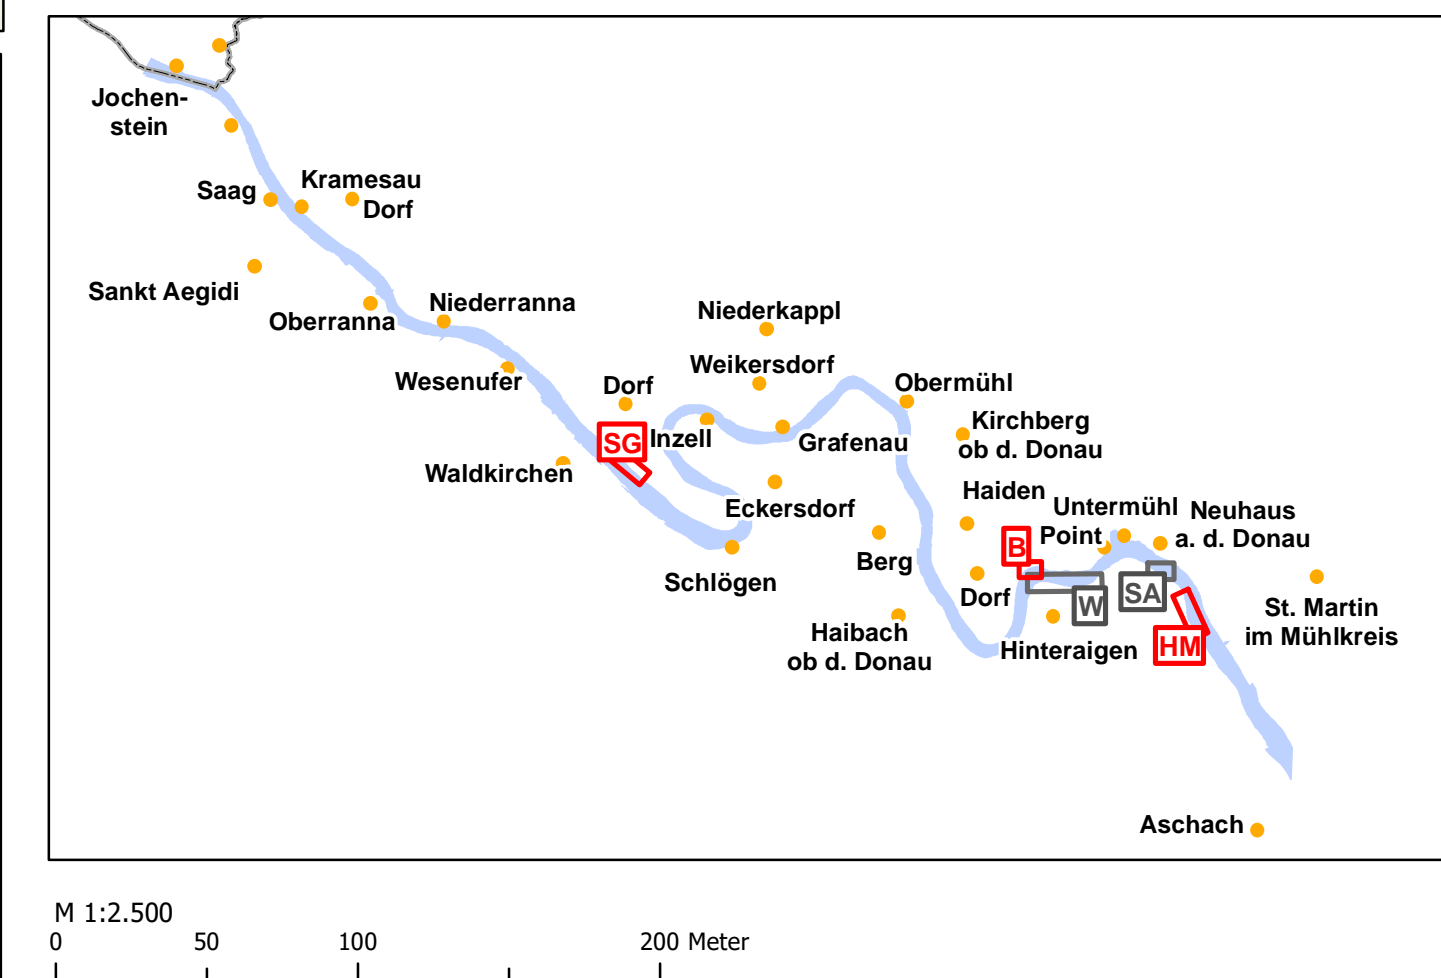 Jochen-
stein
Kramesau
Saag
Dorf
Sankt Aegidi
Niederranna
Oberranna
Niederkappl
Weikersdorf
Wesenufer
Dorf
Obermühl
Kirchberg
ob d. Donau
SG
Inzell
Grafenau
Waldkirchen
Haiden
Eckersdorf
Untermühl
Neuhaus
a. d. Donau
Point
B
Berg
Schlögen
Dorf
W
SA
St. Martin
im Mühlkreis
Haibach
ob d. Donau
Hinteraigen
HM
Aschach
M 1:2.500
0 50 100 200 Meter